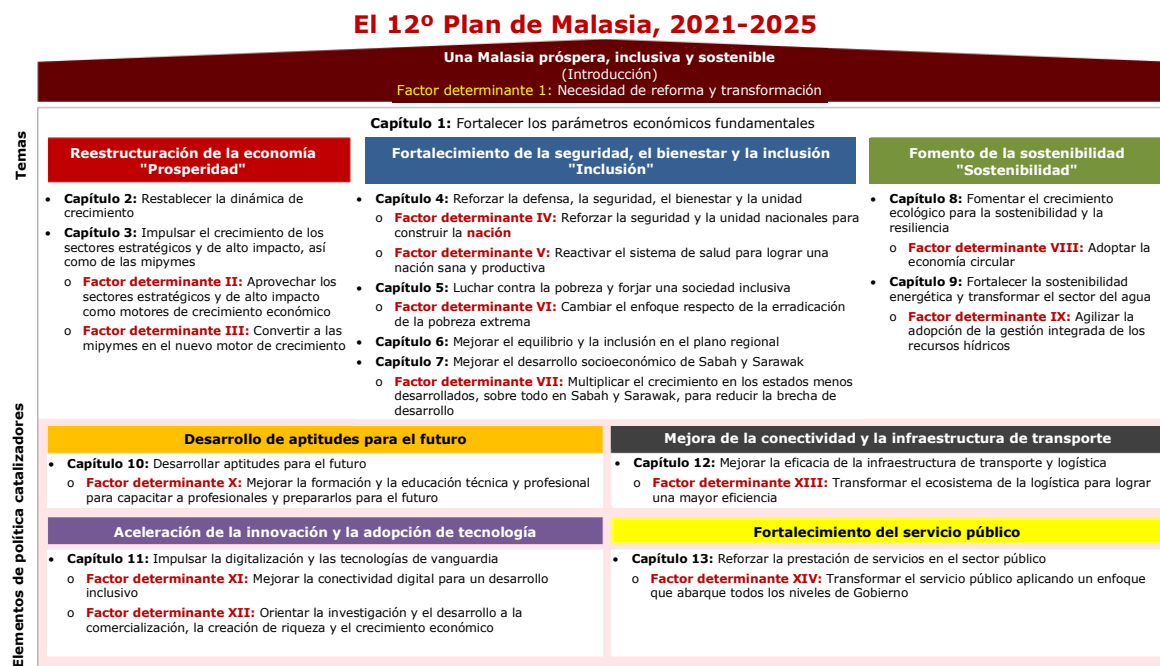 El 12º Plan de Malasia, 2021-2025
Una Malasia próspera, inclusiva y sostenible
(Introducción)
Factor determinante 1: Necesidad de reforma y transformación
Temas
Capítulo 1: Fortalecer los parámetros económicos fundamentales
Reestructuración de la economía
"Prosperidad"
• Capítulo 2: Restablecer la dinámica de
crecimiento
• Capítulo 3: Impulsar el crecimiento de los
sectores estratégicos y de alto impacto, así
como de las mipymes
o Factor determinante II: Aprovechar los
sectores estratégicos y de alto impacto
como motores de crecimiento económico
o Factor determinante III: Convertir a las
mipymes en el nuevo motor de crecimiento
Fortalecimiento de la seguridad, el bienestar y la inclusión
"Inclusión"
• Capítulo 4: Reforzar la defensa, la seguridad, el bienestar y la unidad
o Factor determinante IV: Reforzar la seguridad y la unidad nacionales para
construir la nación
o Factor determinante V: Reactivar el sistema de salud para lograr una
nación sana y productiva
• Capítulo 5: Luchar contra la pobreza y forjar una sociedad inclusiva
o Factor determinante VI: Cambiar el enfoque respecto de la erradicación
de la pobreza extrema
• Capítulo 6: Mejorar el equilibrio y la inclusión en el plano regional
• Capítulo 7: Mejorar el desarrollo socioeconómico de Sabah y Sarawak
o Factor determinante VII: Multiplicar el crecimiento en los estados menos
desarrollados, sobre todo en Sabah y Sarawak, para reducir la brecha de
desarrollo
Fomento de la sostenibilidad
"Sostenibilidad"
• Capítulo 8: Fomentar el crecimiento
ecológico para la sostenibilidad y la
resiliencia
o Factor determinante VIII: Adoptar la
economía circular
• Capítulo 9: Fortalecer la sostenibilidad
energética y transformar el sector del agua
o Factor determinante IX: Agilizar la
adopción de la gestión integrada de los
recursos hídricos
Elementos de política catalizadores
Desarrollo de aptitudes para el futuro
• Capítulo 10: Desarrollar aptitudes para el futuro
o Factor determinante X: Mejorar la formación y la educación técnica y profesional
para capacitar a profesionales y prepararlos para el futuro
Mejora de la conectividad y la infraestructura de transporte
• Capítulo 12: Mejorar la eficacia de la infraestructura de transporte y logística
o Factor determinante XIII: Transformar el ecosistema de la logística para lograr
una mayor eficiencia
Aceleración de la innovación y la adopción de tecnología
• Capítulo 11: Impulsar la digitalización y las tecnologías de vanguardia
o Factor determinante XI: Mejorar la conectividad digital para un desarrollo
inclusivo
o Factor determinante XII: Orientar la investigación y el desarrollo a la
comercialización, la creación de riqueza y el crecimiento económico
Fortalecimiento del servicio público
• Capítulo 13: Reforzar la prestación de servicios en el sector público
o Factor determinante XIV: Transformar el servicio público aplicando un enfoque
que abarque todos los niveles de Gobierno